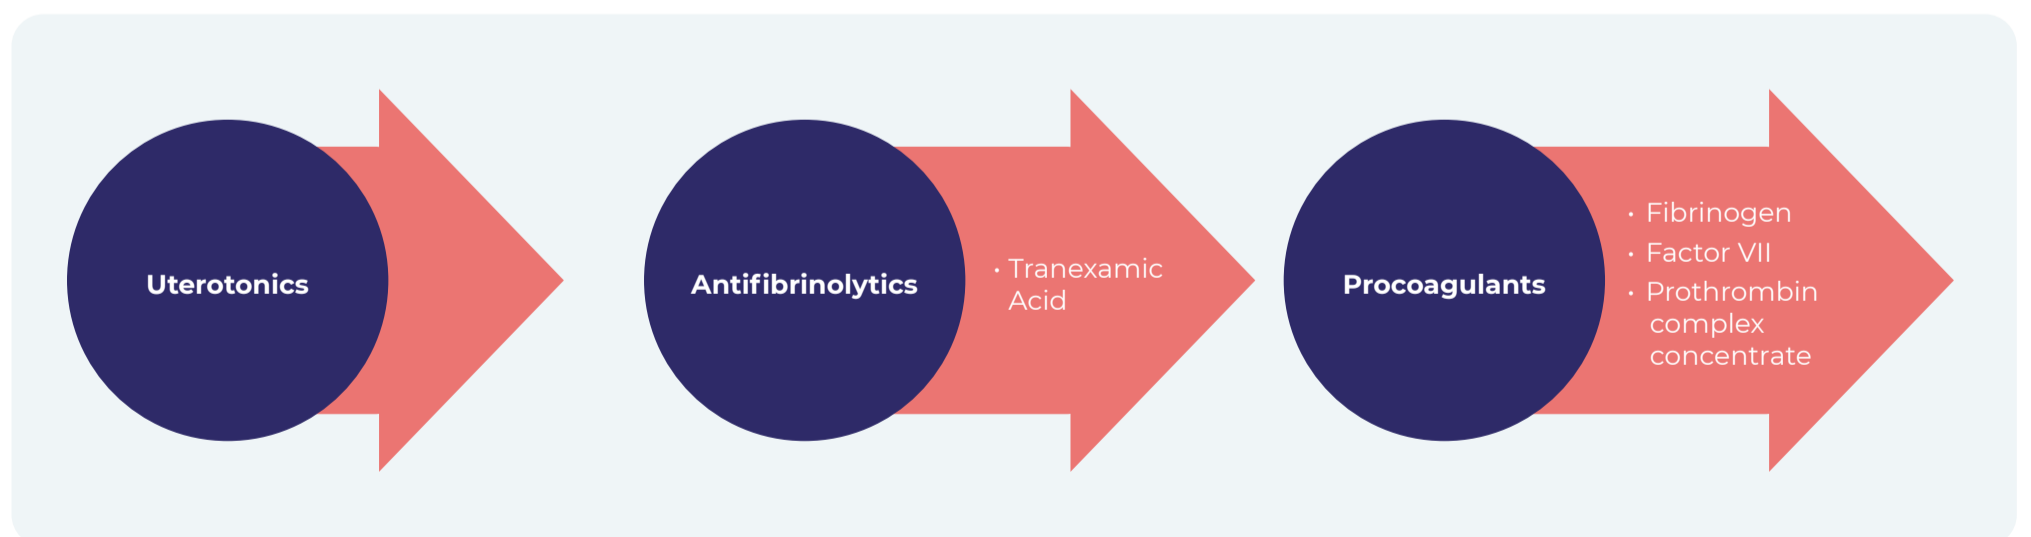 Uterotonics
Antifibrinolytics
• Tranexamic
Acid
Procoagulants
• Fibrinogen
• Factor VII
• Prothrombin
complex
concentrate